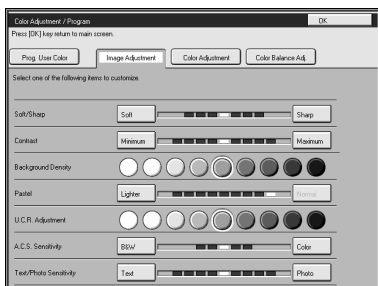 Color Adjustment / Program
OK
Press [OK] key return to main screen.
Prog. User Color
Image Adjustment
Color Adjustment
Color Balance Adj.
Select one of the following items to customize.
Soft/Sharp
Soft
Sharp
Contrast
Minimum
Maximum
Background Density
Pastel
Lighter
Normal
U.C.R. Adjustment
A.C.S. Sensitivity
B&W
Color
Text/Photo Sensitivity
Text
Photo